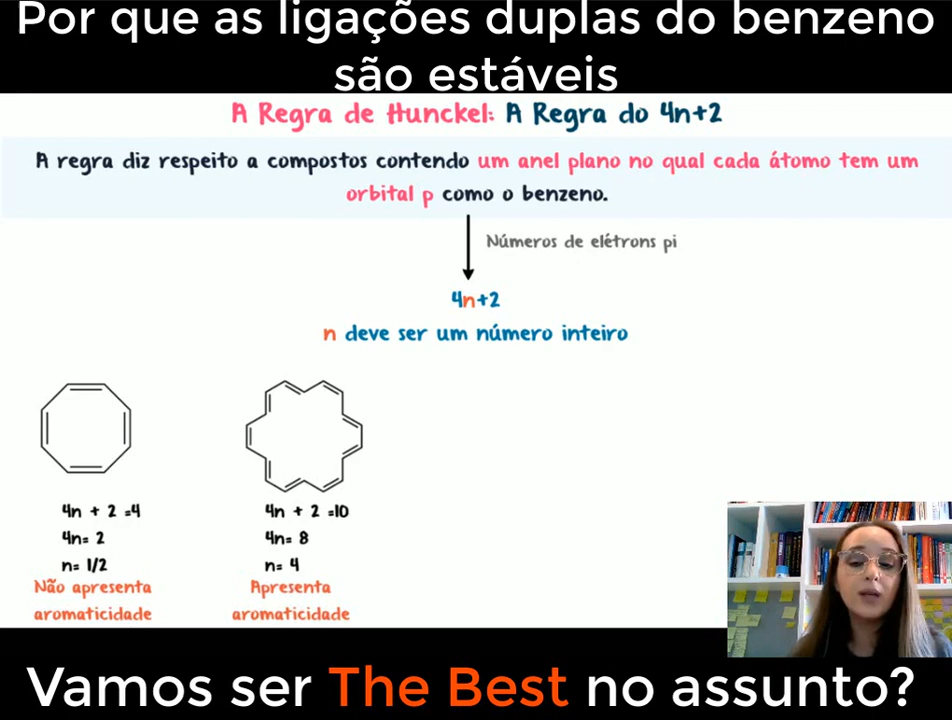 Por que as ligações duplas do benzeno
são estáveis
A Regra de Hunckel: A Regra do 4n+2
A regra diz respeito a compostos contendo um anel plano no qual cada átomo tem um
orbital p como o benzeno.
Números de elétrons pi
4n+2
n deve ser um número inteiro
4n + 2 =4
4n= 2
n= 1/2
Não apresenta
aromaticidade
4n + 2 =10
4n= 8
n= 4
Apresenta
aromaticidade
Vamos ser The Best no assunto?